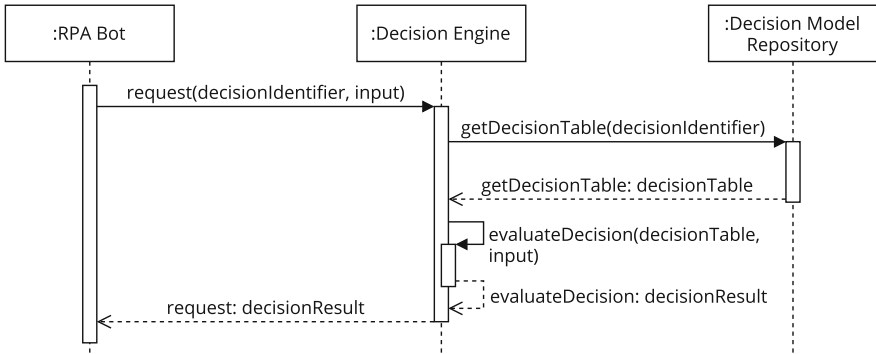 :RPA Bot
:Decision Engine
:Decision Model
Repository
request(decisionIdentifier, input)
getDecisionTable(decisionIdentifier)
getDecisionTable: decisionTable
evaluateDecision(decisionTable,
input)
evaluateDecision: decisionResult
request: decisionResult